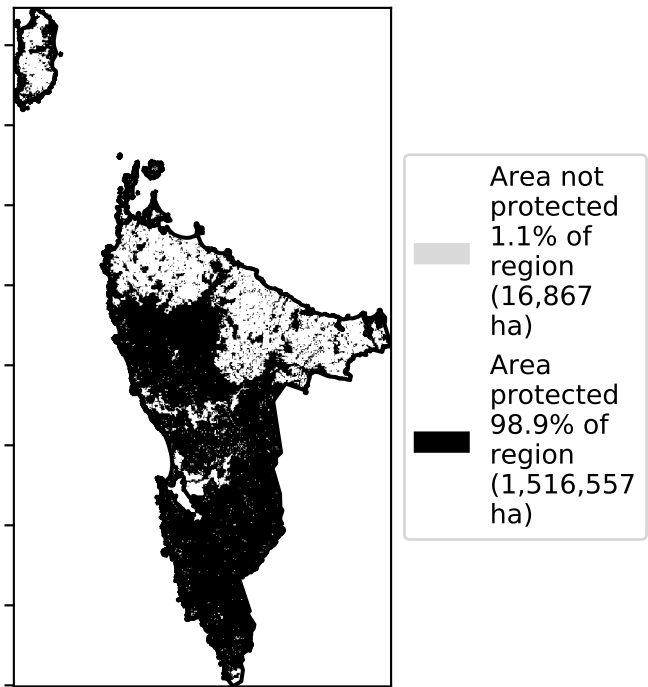 Area not
protected
1.1% of
region
(16,867
ha)
Area
protected
98.9% of
region
(1,516,557
ha)